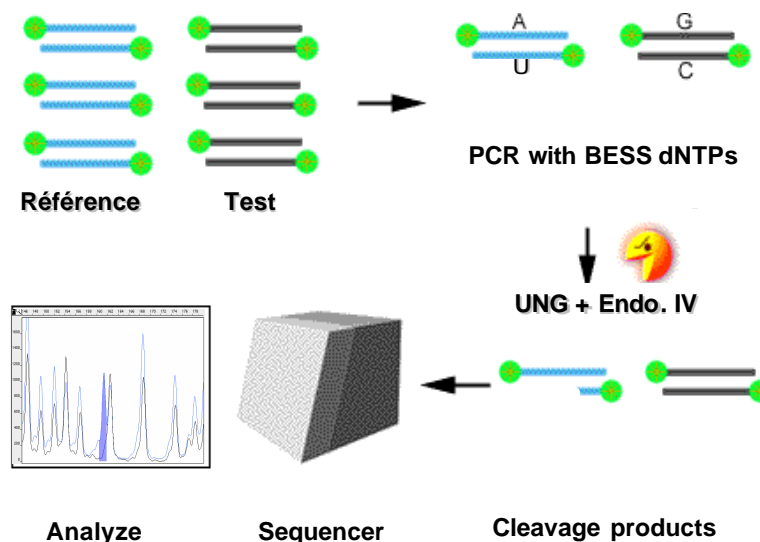 A
G
U
C
PCR with BESS dNTPs
Référence
Test
UNG + Endo. IV
Analyze
Sequencer
Cleavage products